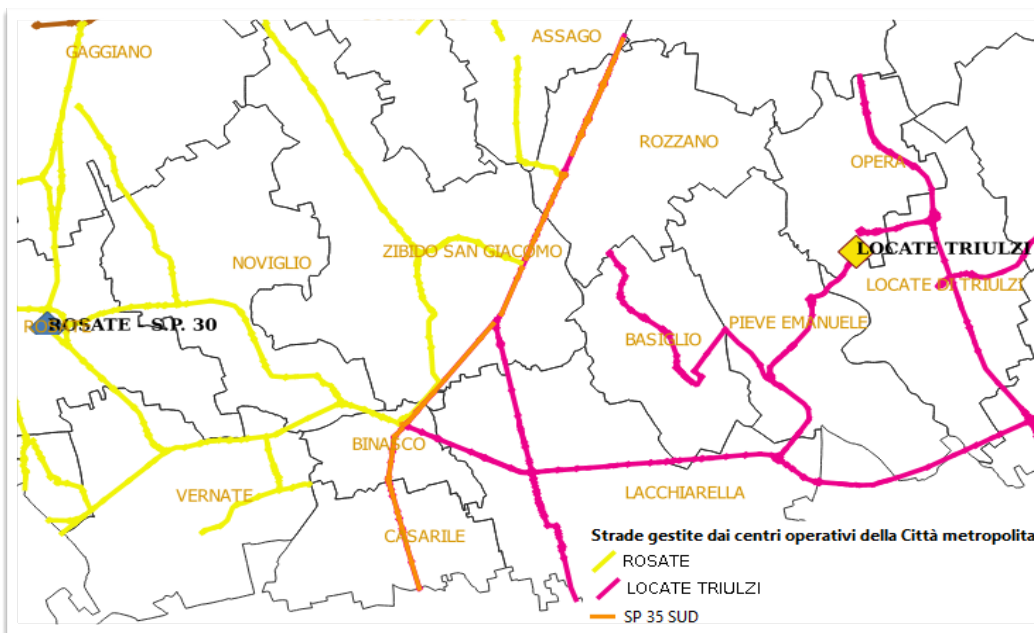 ASSAGO
GAGGIANO
ROZZANO
OPERA
ZIBIDO SAN GIACOMO
LOCATE TRIULZI
NOVIGLIO
LOCATE DI TRIULZI
ROSATE - S.P. 30
PIEVE EMANUELE
BASIGLIO
BINASCO
VERNATE
LACCHIARELLA
CASARILE
Strade gestite dai centri operativi della Città metropolita
ROSATE
LOCATE TRIULZI
SP 35 SUD